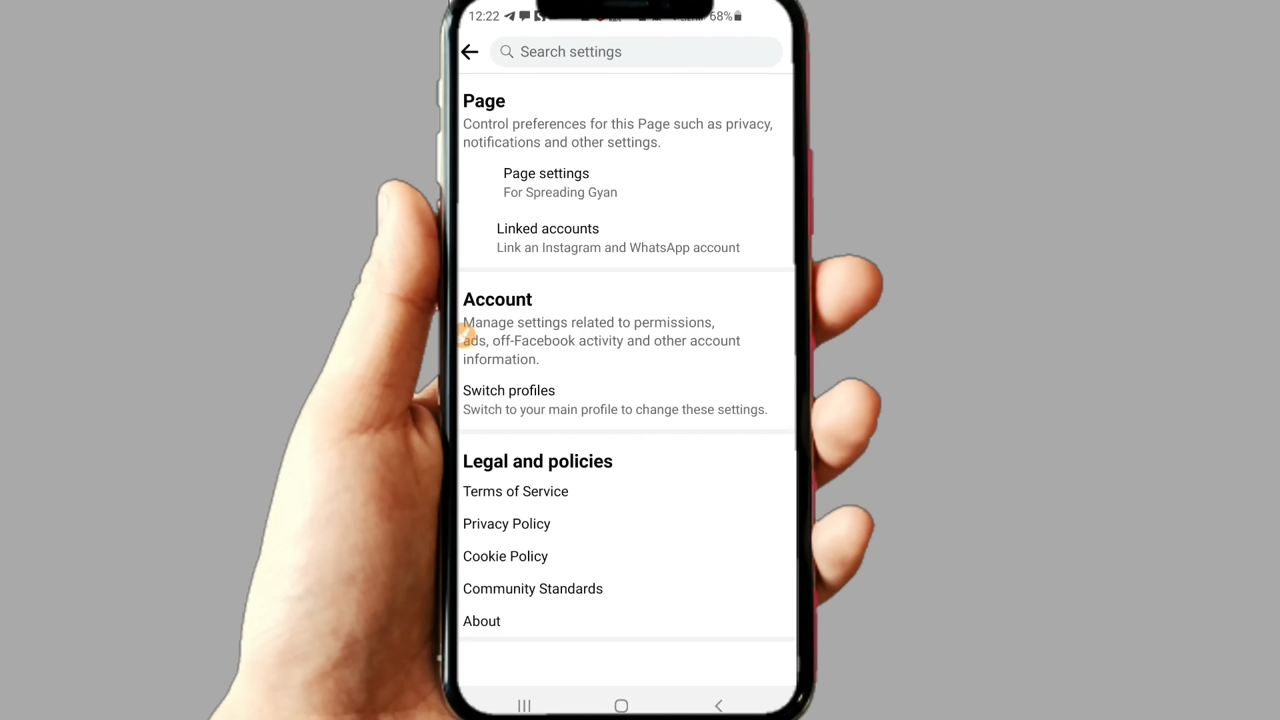 12:22
68%
Search settings
Page
Control preferences for this Page such as privacy,
notifications and other settings.
Page settings
For Spreading Gyan
Linked accounts
Link an Instagram and WhatsApp account
Account
Manage settings related to permissions,
ads, off-Facebook activity and other account
information.
Switch profiles
Switch to your main profile to change these settings.
Legal and policies
Terms of Service
Privacy Policy
Cookie Policy
Community Standards
About